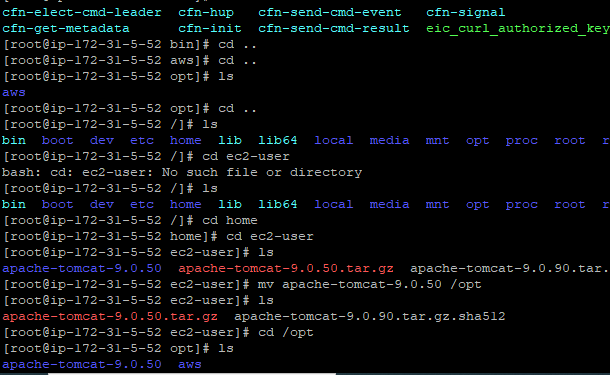 cfn-elect-cmd-leader  cfn-hup   cfn-send-cmd-event   cfn-signal
cfn-get-metadata      cfn-init  cfn-send-cmd-result  eic_curl_authorized_key
[root@ip-172-31-5-52 bin]# cd ..
[root@ip-172-31-5-52 aws]# cd ..
[root@ip-172-31-5-52 opt]# ls
aws
[root@ip-172-31-5-52 opt]# cd ..
[root@ip-172-31-5-52 /]# ls
bin  boot  dev  etc  home  lib  lib64  local  media  mnt  opt  proc  root  r
[root@ip-172-31-5-52 /]# cd ec2-user
bash: cd: ec2-user: No such file or directory
[root@ip-172-31-5-52 /]# ls
bin  boot  dev  etc  home  lib  lib64  local  media  mnt  opt  proc  root  r
[root@ip-172-31-5-52 /]# cd home
[root@ip-172-31-5-52 home]# cd ec2-user
[root@ip-172-31-5-52 ec2-user]# ls
apache-tomcat-9.0.50  apache-tomcat-9.0.50.tar.gz  apache-tomcat-9.0.90.tar.
[root@ip-172-31-5-52 ec2-user]# mv apache-tomcat-9.0.50 /opt
[root@ip-172-31-5-52 ec2-user]# ls
apache-tomcat-9.0.50.tar.gz  apache-tomcat-9.0.90.tar.gz.sha512
[root@ip-172-31-5-52 ec2-user]# cd /opt
[root@ip-172-31-5-52 opt]# ls
apache-tomcat-9.0.50  aws